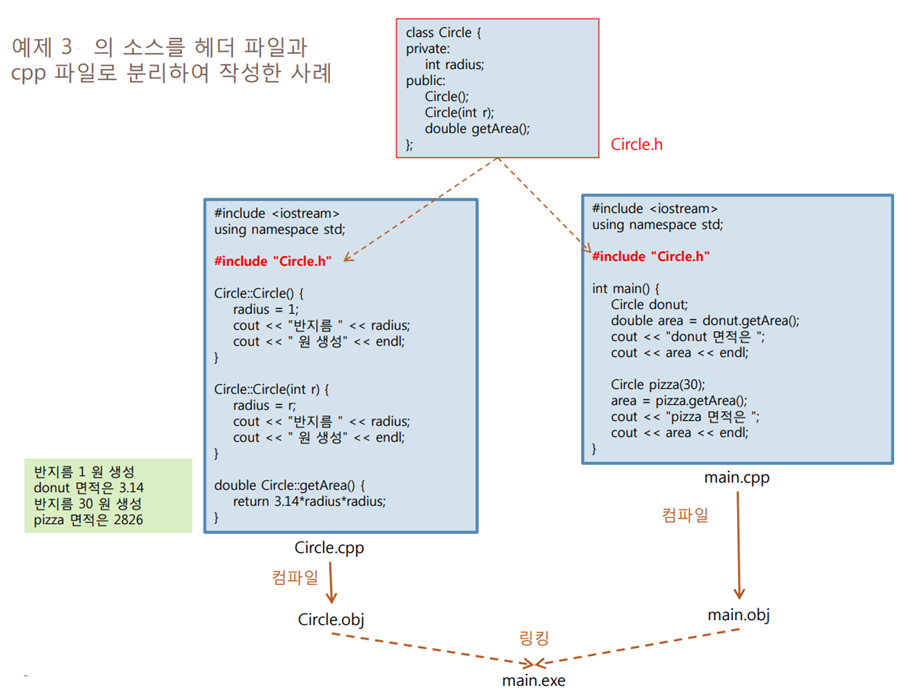 예제 3 의 소스를 헤더 파일과
cpp 파일로 분리하여 작성한 사례
class Circle {
private:
int radius;
public:
Circle();
Circle(int r);
double getArea();
};
Circle.h
#include <iostream>
using namespace std;
#include "Circle.h"
Circle::Circle() {
radius = 1;
cout << "반지름 " << radius;
cout << " 원 생성" << endl;
}
Circle::Circle(int r) {
radius = r;
cout << "반지름 " << radius;
cout << " 원 생성" << endl;
}
double Circle::getArea() {
return 3.14*radius*radius;
}
Circle.cpp
#include <iostream>
using namespace std;
#include "Circle.h"
int main() {
Circle donut;
double area = donut.getArea();
cout << "donut 면적은 ";
cout << area << endl;
Circle pizza(30);
area = pizza.getArea();
cout << "pizza 면적은 ";
cout << area << endl;
}
main.cpp
반지름 1 원 생성
donut 면적은 3.14
반지름 30 원 생성
pizza 면적은 2826
컴파일
컴파일
Circle.obj
main.obj
링킹
main.exe